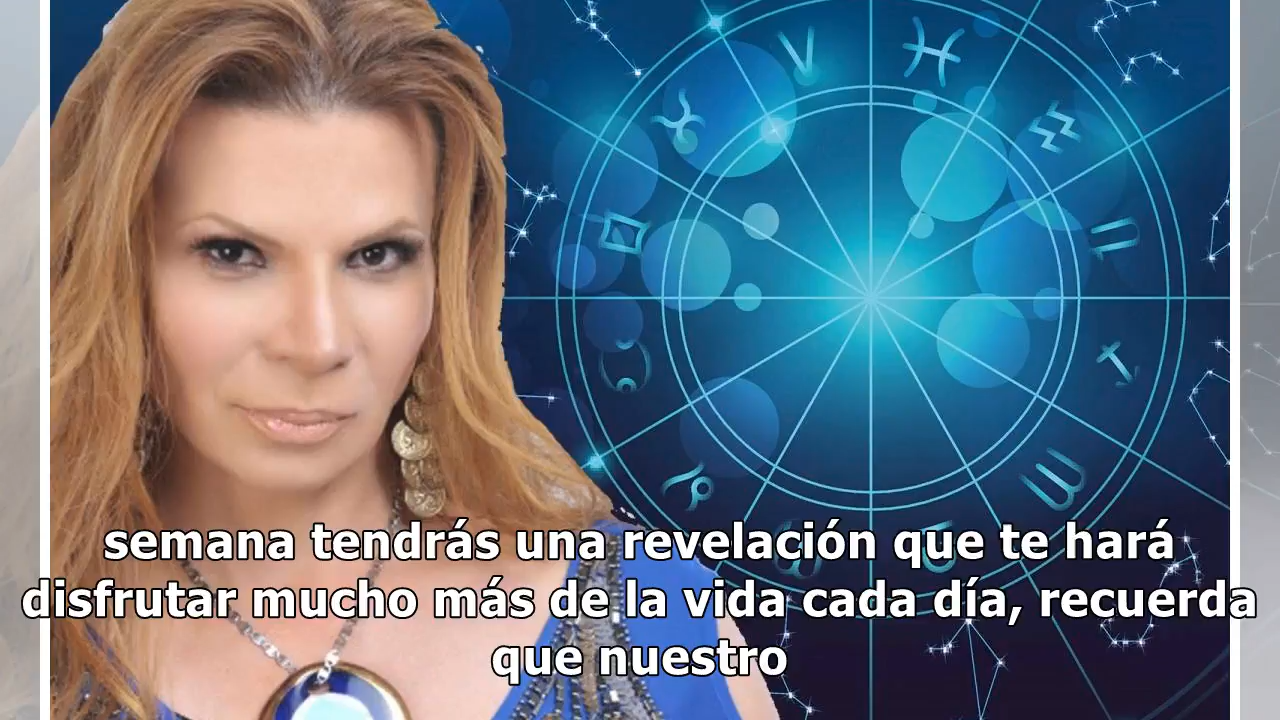 semana tendrás una revelación que te hará
disfrutar mucho más de la vida cada día, recuerda
que nuestro